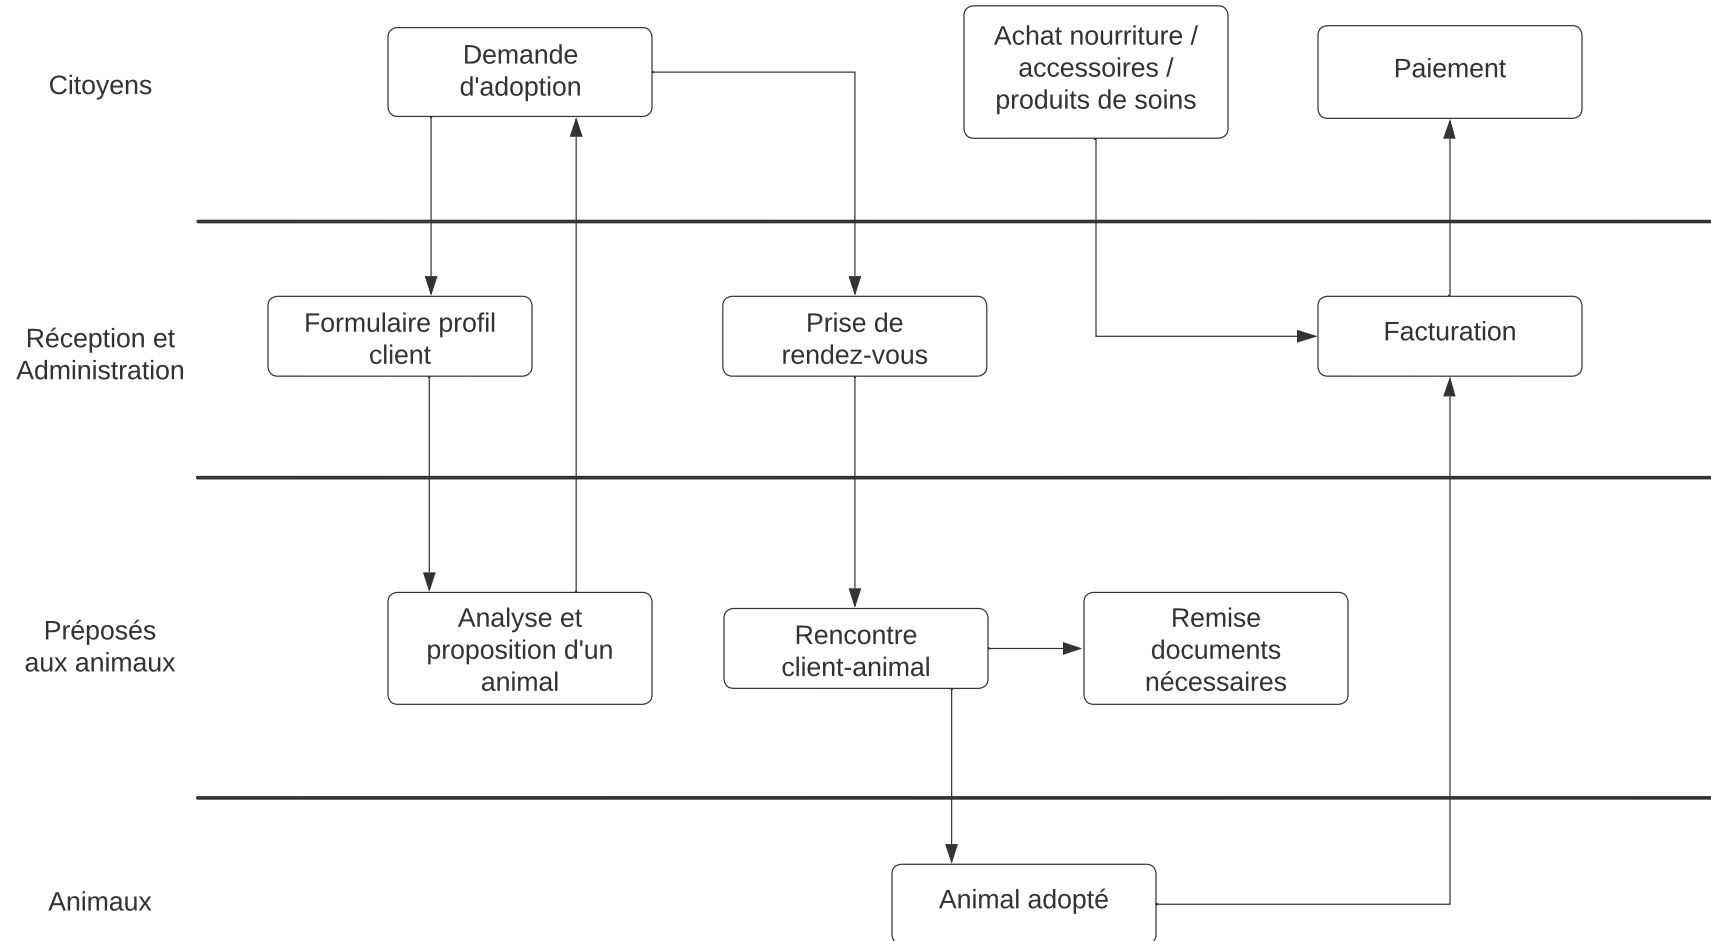 Citoyens
Demande
d'adoption
Achat nourriture /
accessoires /
produits de soins
Paiement
Réception et
Administration
Formulaire profil
client
Prise de
rendez-vous
Facturation
Préposés
aux animaux
Analyse et
proposition d'un
animal
Rencontre
client-animal
Remise
documents
nécessaires
Animaux
Animal adopté